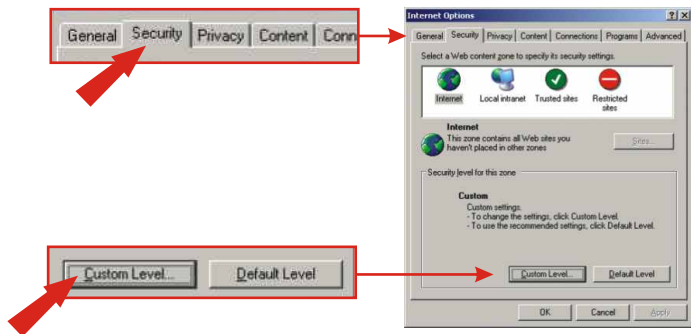 General Security Privacy Content Conn
Internet Options
General Security Privacy Content Connections Programs Advanced
Select a Web content zone to specify its security settings.
Internet Local intranet Trusted sites Restricted sites
Internet
This zone contains all Web sites you
haven't placed in other zones
Sites...
Security level for this zone
Custom
Custom settings.
- To change the settings, click Custom Level.
- To use the recommended settings, click Default Level.
Custom Level... Default Level
Custom Level... Default Level
OK Cancel Apply